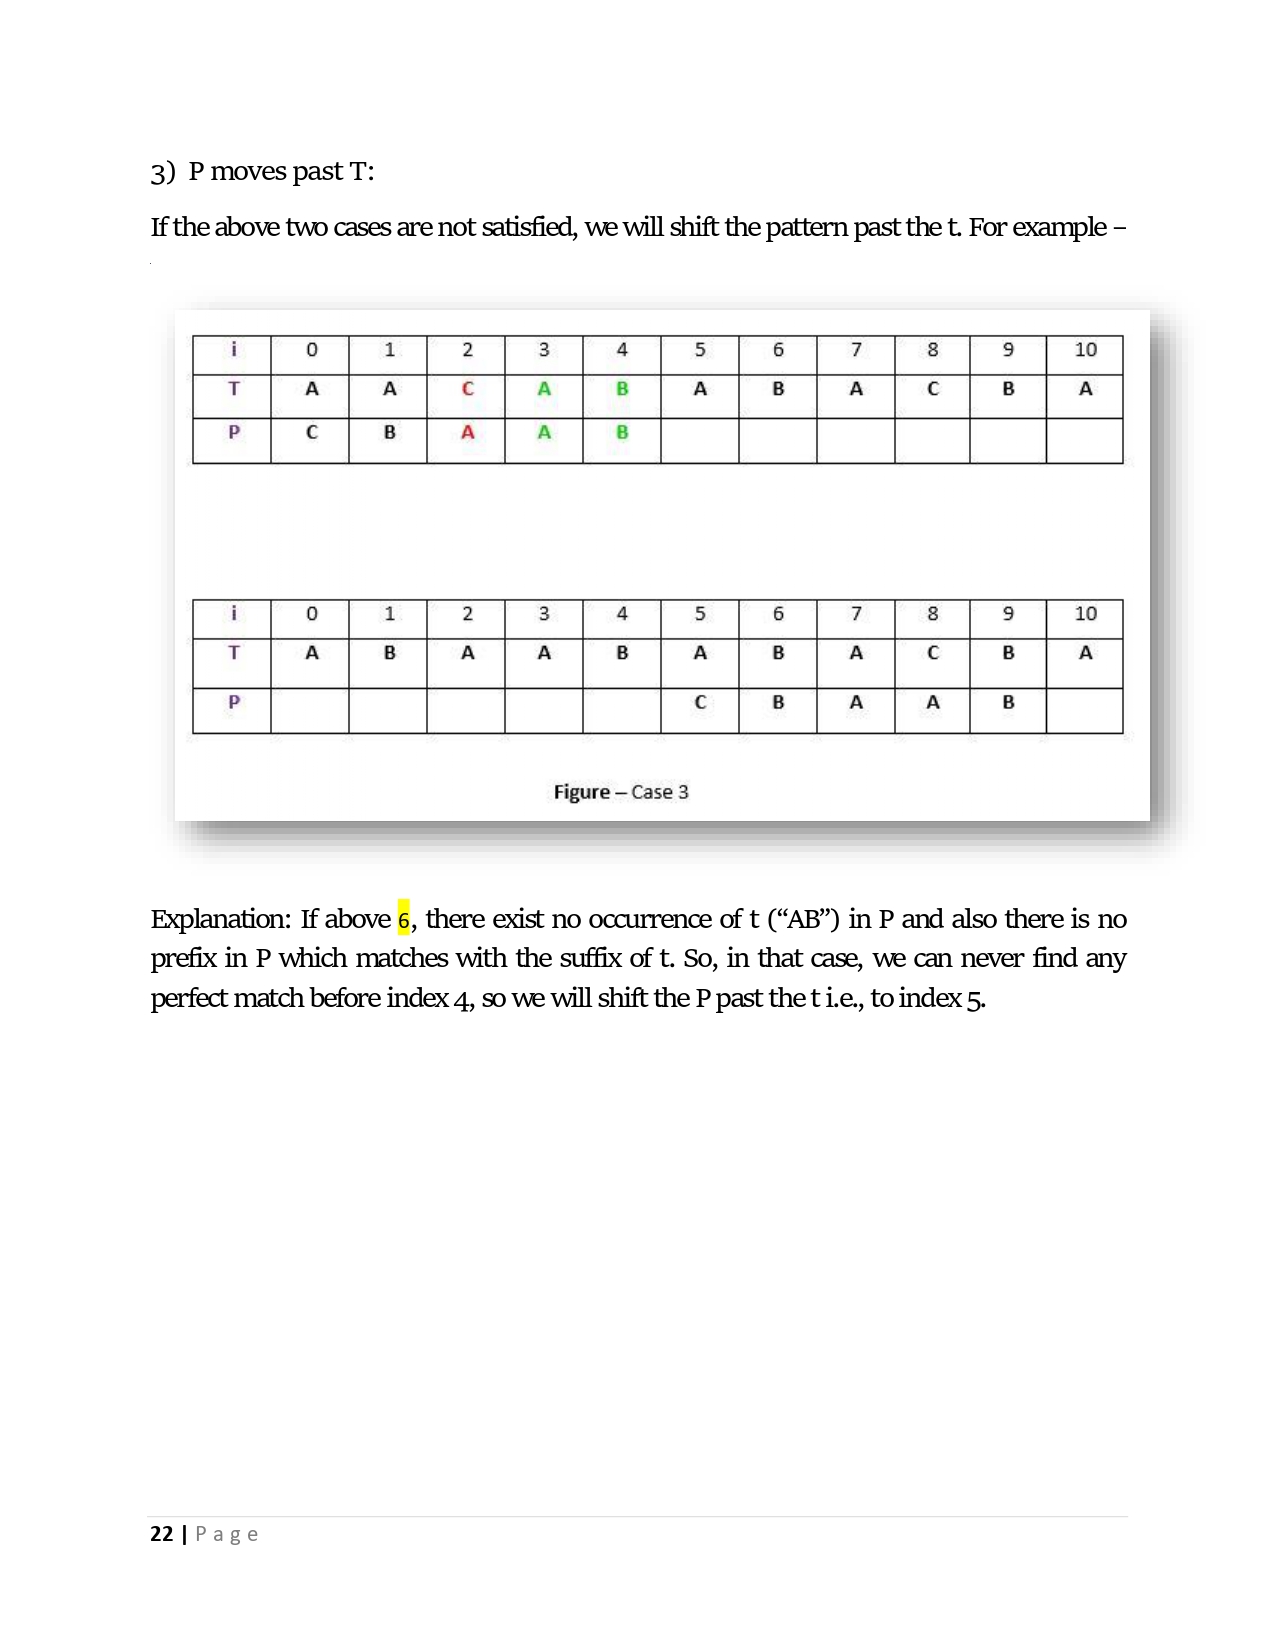 3) P moves past T:
If the above two cases are not satisfied, we will shift the pattern past the t. For example –
i 0 1 2 3 4 5 6 7 8 9 10
T A A C A B A B A C B A
P C B A A B
i 0 1 2 3 4 5 6 7 8 9 10
T A B A A B A B A C B A
P C B A A B
Figure – Case 3
Explanation: If above 6, there exist no occurrence of t (“AB”) in P and also there is no
prefix in P which matches with the suffix of t. So, in that case, we can never find any
perfect match before index 4, so we will shift the P past the t i.e., to index 5.
22 | Page